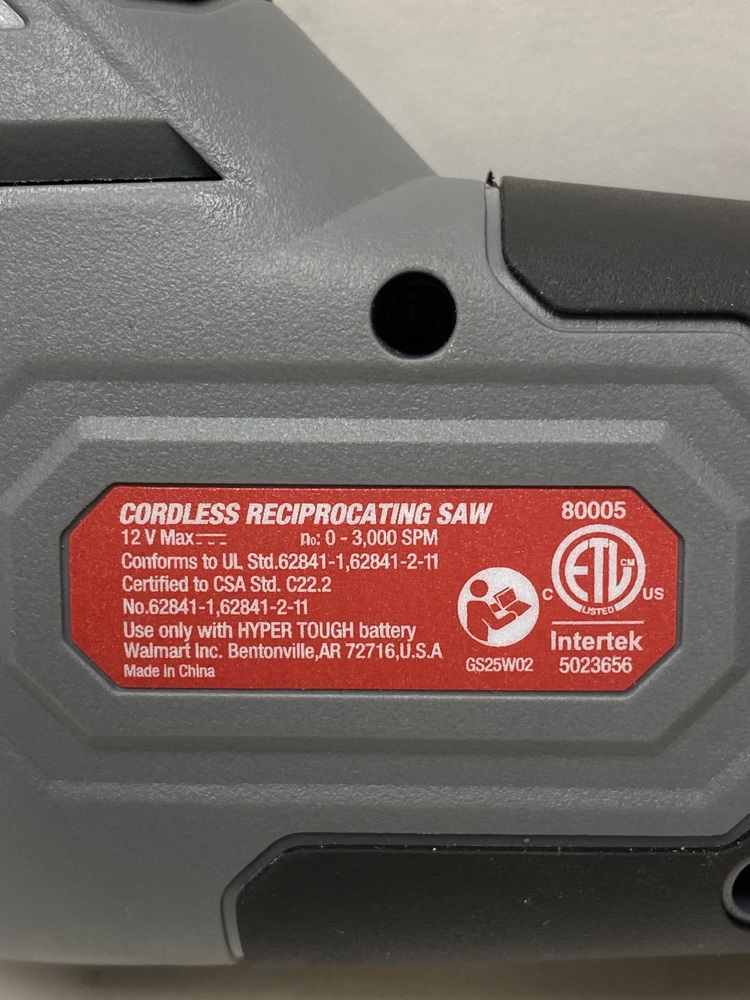 CORDLESS RECIPROCATING SAW
12 V Max⎓ n₀: 0 - 3,000 SPM
Conforms to UL Std.62841-1,62841-2-11
Certified to CSA Std. C22.2
No.62841-1,62841-2-11
Use only with HYPER TOUGH battery
Walmart Inc. Bentonville,AR 72716,U.S.A
Made in China
GS25W02
80005
ETL CM
C US
LISTED
Intertek
5023656